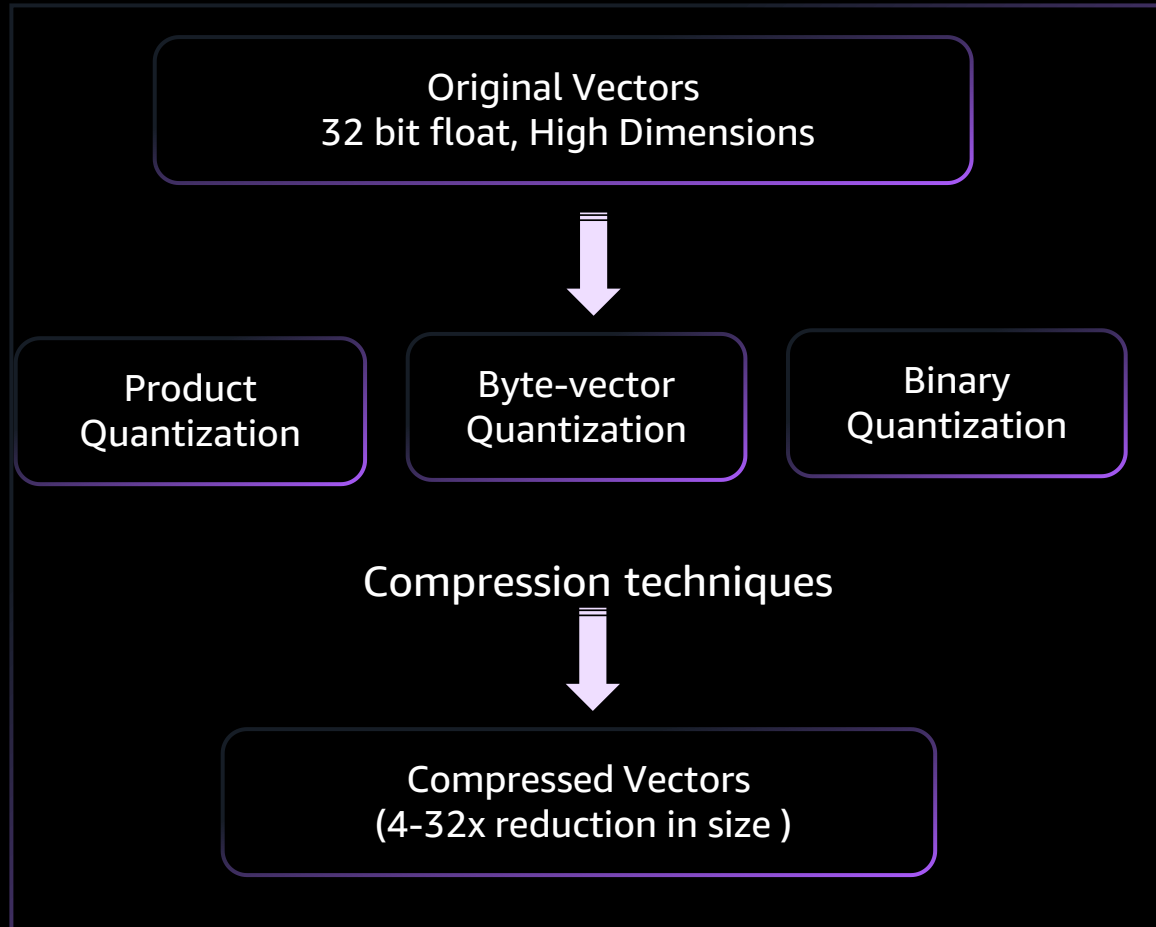 Original Vectors
32 bit float, High Dimensions
Product
Quantization
Byte-vector
Quantization
Binary
Quantization
Compression techniques
Compressed Vectors
(4-32x reduction in size )